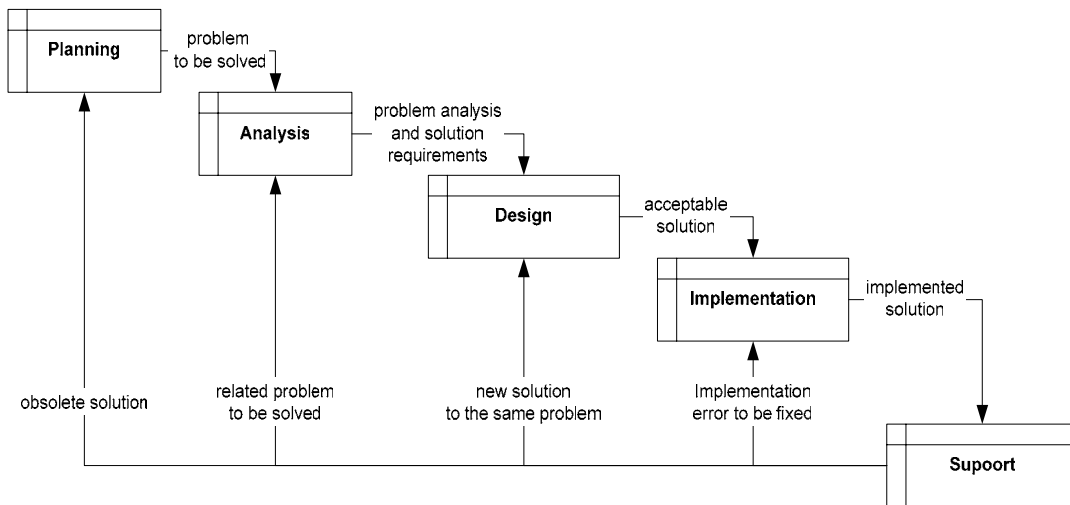 Planning
problem
to be solved
Analysis
problem analysis
and solution
requirements
Design
acceptable
solution
Implementation
implemented
solution
obsolete solution
related problem
to be solved
new solution
to the same problem
Implementation
error to be fixed
Supoort